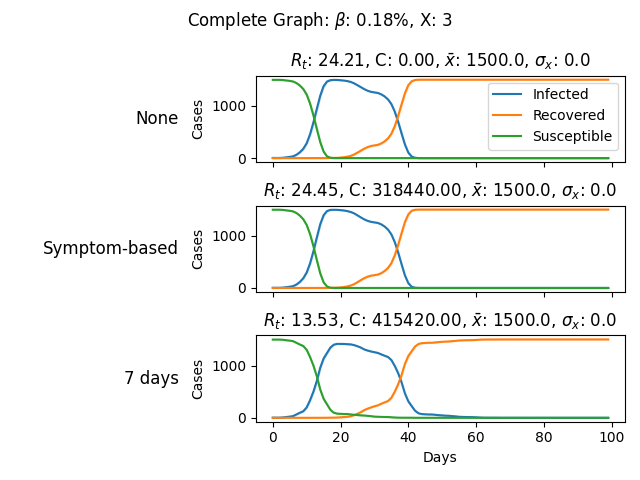 Complete Graph: β: 0.18%, X: 3
R_t: 24.21, C: 0.00, x̄: 1500.0, σ_x: 0.0
None
Cases
1000
0
Infected
Recovered
Susceptible
R_t: 24.45, C: 318440.00, x̄: 1500.0, σ_x: 0.0
Symptom-based
Cases
1000
0
R_t: 13.53, C: 415420.00, x̄: 1500.0, σ_x: 0.0
7 days
Cases
1000
0
0 20 40 60 80 100
Days